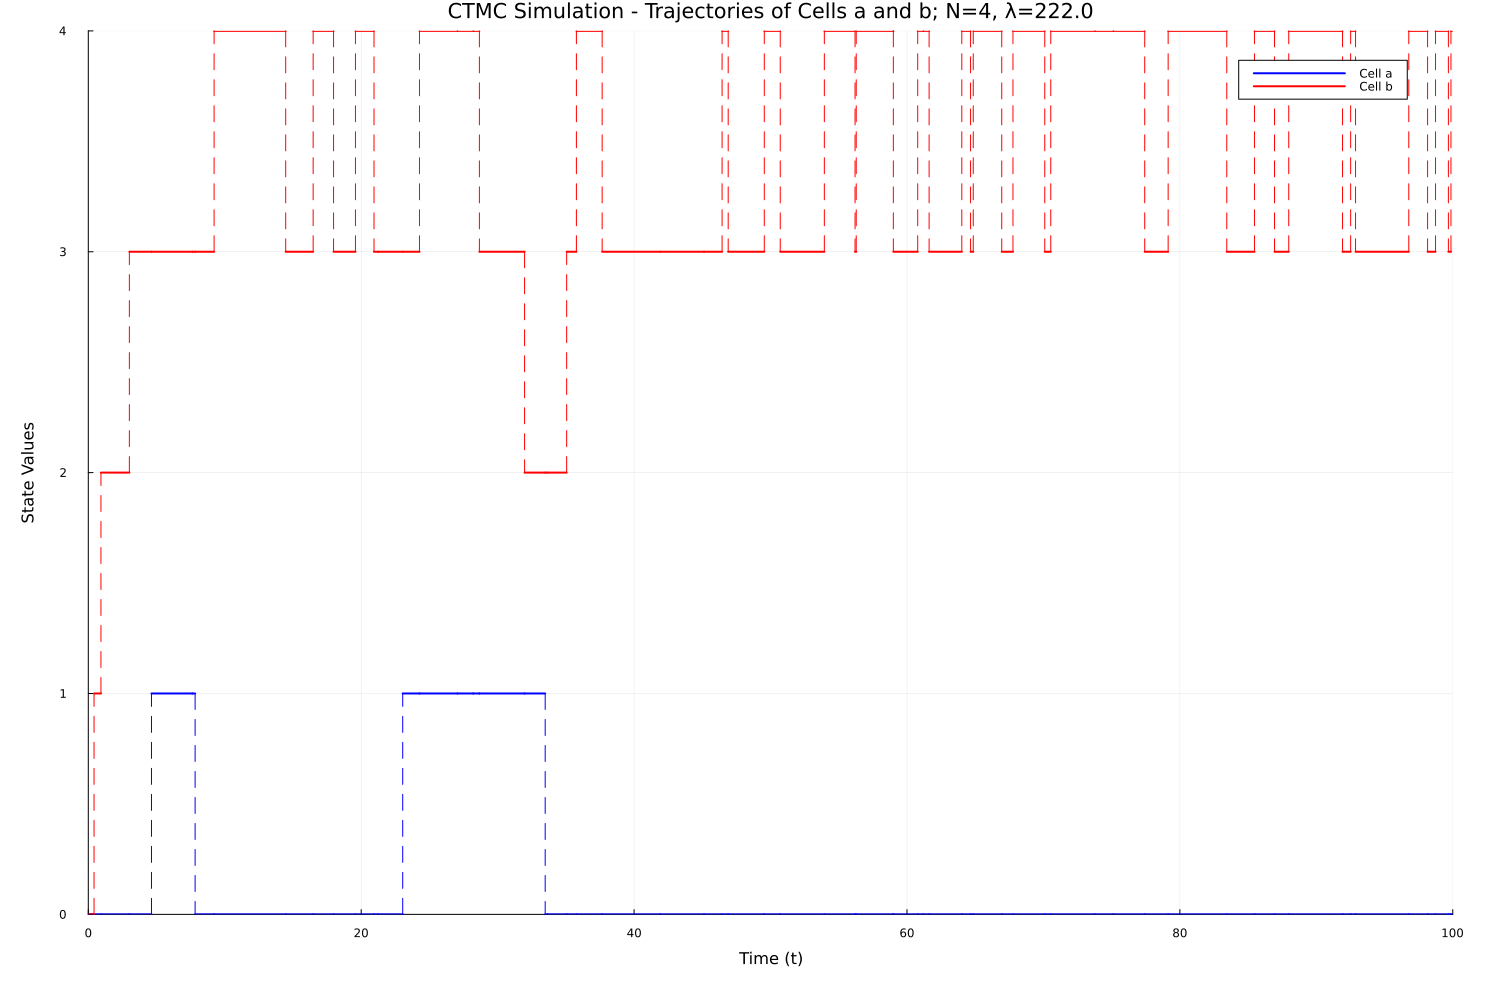 CTMC Simulation - Trajectories of Cells a and b; N=4, λ=222.0
4
Cell a
Cell b
3
State Values
2
1
0
0 20 40 60 80 100
Time (t)